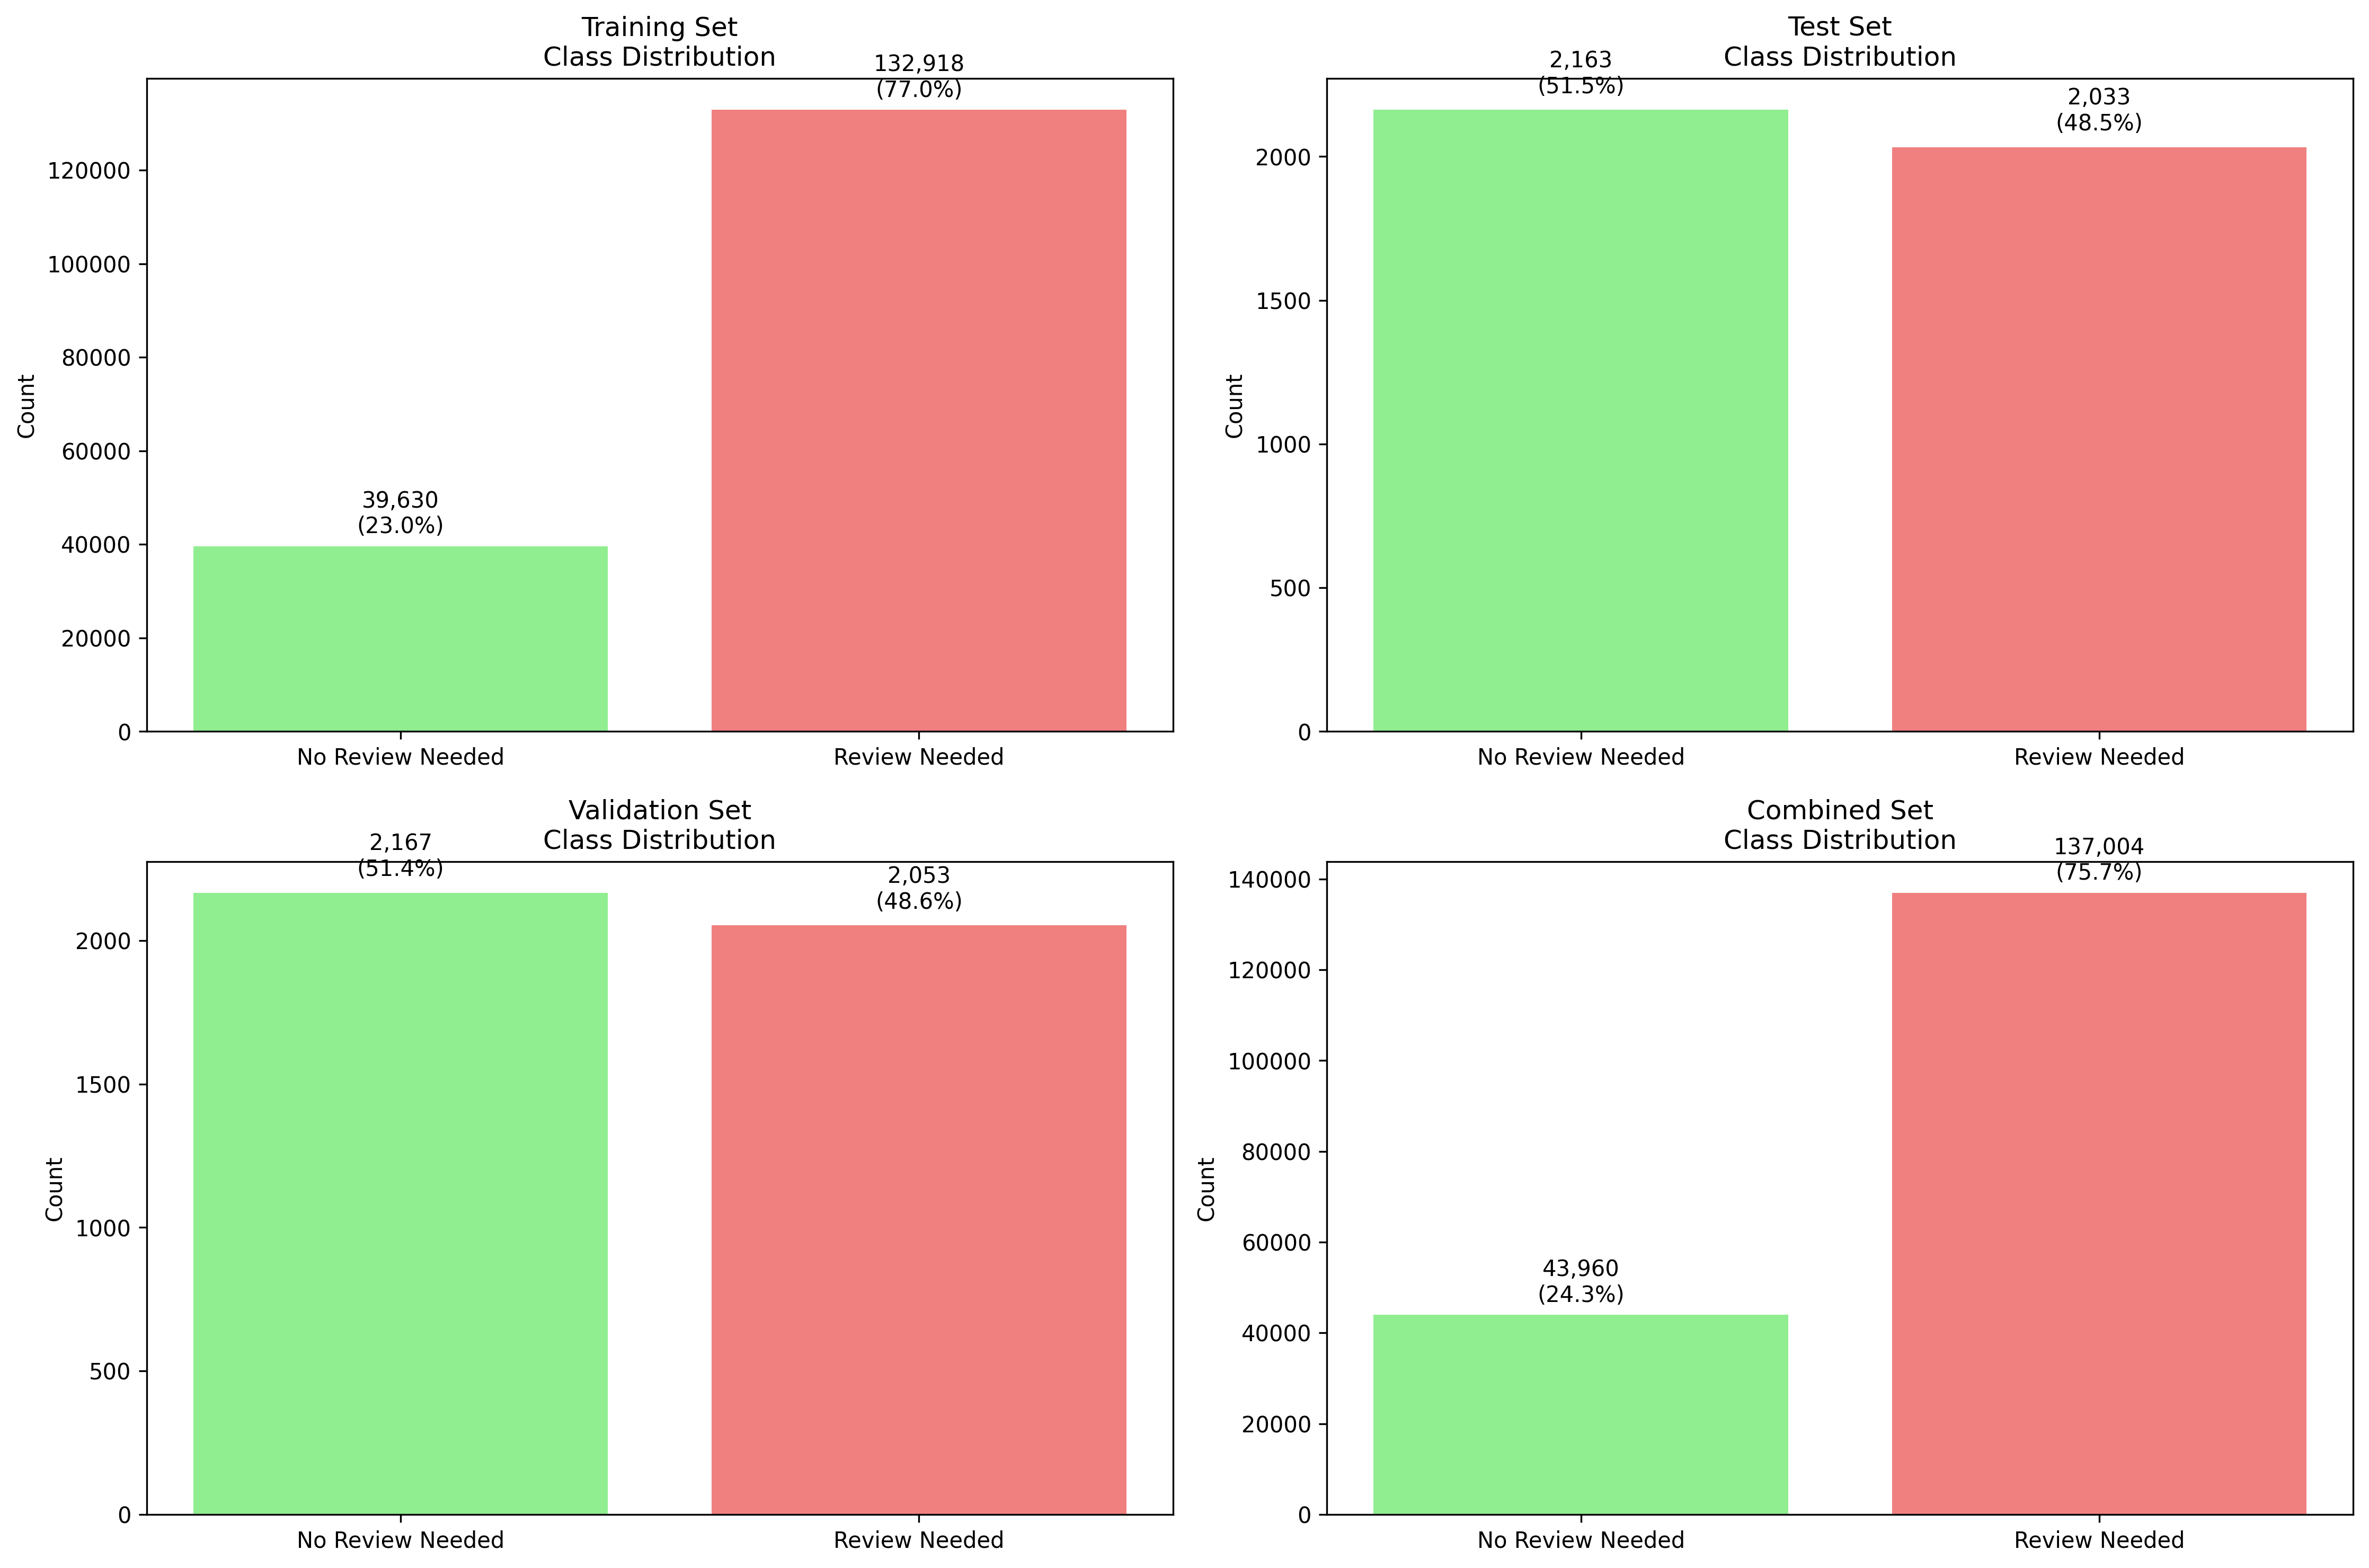 Training Set
Class Distribution
132,918
(77.0%)
39,630
(23.0%)
120000
100000
80000
60000
40000
20000
0
Count
No Review Needed
Review Needed
Test Set
Class Distribution
2,163
(51.5%)
2,033
(48.5%)
2000
1500
1000
500
0
Count
No Review Needed
Review Needed
Validation Set
Class Distribution
2,167
(51.4%)
2,053
(48.6%)
2000
1500
1000
500
0
Count
No Review Needed
Review Needed
Combined Set
Class Distribution
137,004
(75.7%)
43,960
(24.3%)
140000
120000
100000
80000
60000
40000
20000
0
Count
No Review Needed
Review Needed